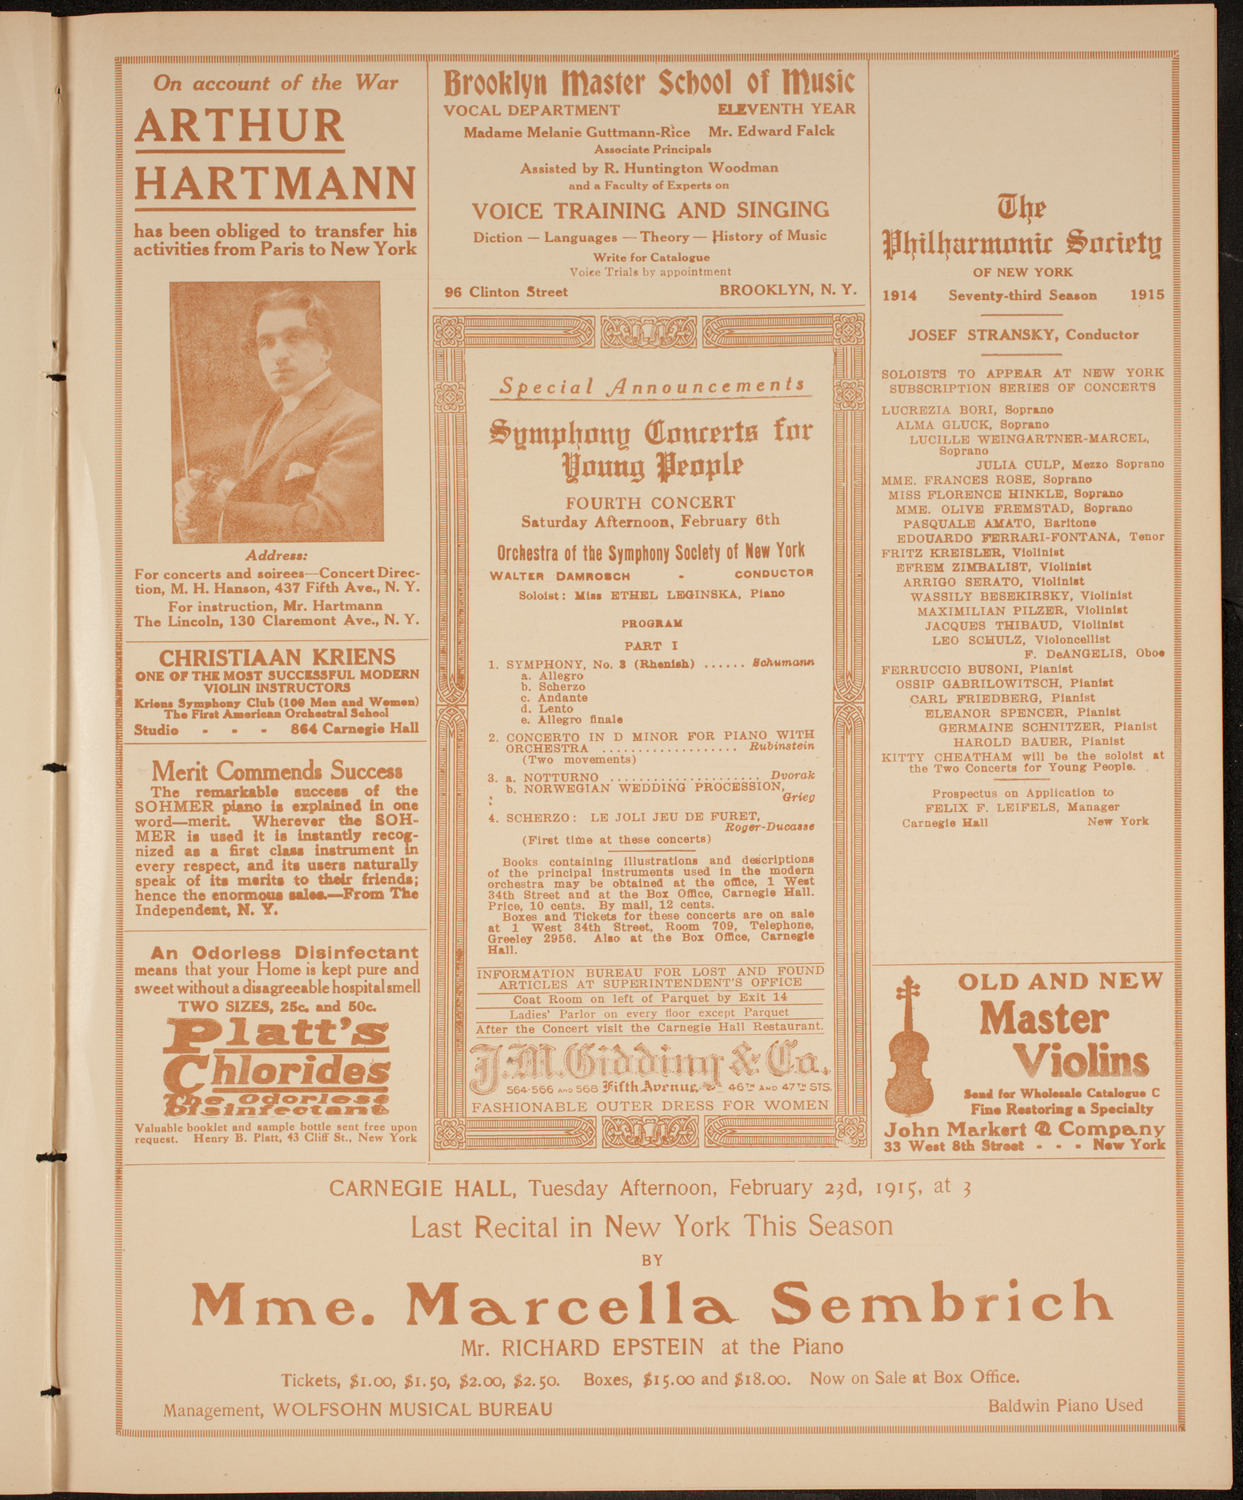 On account of the War
ARTHUR
HARTMANN
has been obliged to transfer his
activities from Paris to New York
Address:
For concerts and soirees—Concert Direc-
tion, M. H. Hanson, 437 Fifth Ave., N. Y.
For instruction, Mr. Hartmann
The Lincoln, 130 Claremont Ave., N. Y.
CHRISTIAAN KRIENS
ONE OF THE MOST SUCCESSFUL MODERN
VIOLIN INSTRUCTORS
Kriens Symphony Club (100 Men and Women)
The First American Orchestral School
Studio - - - 864 Carnegie Hall
Merit Commends Success
The remarkable success of the
SOHMER piano is explained in one
word—merit. Wherever the SOH-
MER is used it is instantly recog-
nized as a first class instrument in
every respect, and its users naturally
speak of its merits to their friends;
hence the enormous sales.—From The
Independent, N. Y.
An Odorless Disinfectant
means that your Home is kept pure and
sweet without a disagreeable hospital smell
TWO SIZES, 25c. and 50c.
Platt's
Chlorides
The Odorless
Disinfectant
Valuable booklet and sample bottle sent free upon
request. Henry B. Platt, 43 Cliff St., New York
Brooklyn Master School of Music
VOCAL DEPARTMENT ELEVENTH YEAR
Madame Melanie Guttmann-Rice Mr. Edward Falck
Associate Principals
Assisted by R. Huntington Woodman
and a Faculty of Experts on
VOICE TRAINING AND SINGING
Diction — Languages — Theory — History of Music
Write for Catalogue
Voice Trials by appointment
96 Clinton Street BROOKLYN, N. Y.
Special Announcements
Symphony Concerts for
Young People
FOURTH CONCERT
Saturday Afternoon, February 6th
Orchestra of the Symphony Society of New York
WALTER DAMROSCH - CONDUCTOR
Soloist: Miss ETHEL LEGINSKA, Piano
PROGRAM
PART I
1. SYMPHONY, No. 3 (Rhenish) ...... Schumann
a. Allegro
b. Scherzo
c. Andante
d. Lento
e. Allegro finale
2. CONCERTO IN D MINOR FOR PIANO WITH
ORCHESTRA .................. Rubinstein
(Two movements)
3. a. NOTTURNO ...................... Dvorak
b. NORWEGIAN WEDDING PROCESSION,
Grieg
4. SCHERZO: LE JOLI JEU DE FURET,
Roger-Ducasse
(First time at these concerts)
Books containing illustrations and descriptions
of the principal instruments used in the modern
orchestra may be obtained at the office, 1 West
34th Street and at the Box Office, Carnegie Hall.
Price, 10 cents. By mail, 12 cents.
Boxes and Tickets for these concerts are on sale
at 1 West 34th Street, Room 709, Telephone,
Greeley 2956. Also at the Box Office, Carnegie
Hall.
INFORMATION BUREAU FOR LOST AND FOUND
ARTICLES AT SUPERINTENDENT'S OFFICE
Coat Room on left of Parquet by Exit 14
Ladies' Parlor on every floor except Parquet
After the Concert visit the Carnegie Hall Restaurant.
J.M. Gidding & Co.
564-566 AND 568 Fifth Avenue, 46TH AND 47TH STS.
FASHIONABLE OUTER DRESS FOR WOMEN
The
Philharmonic Society
OF NEW YORK
1914 Seventy-third Season 1915
JOSEF STRANSKY, Conductor
SOLOISTS TO APPEAR AT NEW YORK
SUBSCRIPTION SERIES OF CONCERTS
LUCREZIA BORI, Soprano
ALMA GLUCK, Soprano
LUCILLE WEINGARTNER-MARCEL,
Soprano
JULIA CULP, Mezzo Soprano
MME. FRANCES ROSE, Soprano
MISS FLORENCE HINKLE, Soprano
MME. OLIVE FREMSTAD, Soprano
PASQUALE AMATO, Baritone
EDOUARDO FERRARI-FONTANA, Tenor
FRITZ KREISLER, Violinist
EFREM ZIMBALIST, Violinist
ARRIGO SERATO, Violinist
WASSILY BESEKIRSKY, Violinist
MAXIMILIAN PILZER, Violinist
JACQUES THIBAUD, Violinist
LEO SCHULZ, Violoncellist
F. DeANGELIS, Oboe
FERRUCCIO BUSONI, Pianist
OSSIP GABRILOWITSCH, Pianist
CARL FRIEDBERG, Pianist
ELEANOR SPENCER, Pianist
GERMAINE SCHNITZER, Pianist
HAROLD BAUER, Pianist
KITTY CHEATHAM will be the soloist at
the Two Concerts for Young People.
Prospectus on Application to
FELIX F. LEIFELS, Manager
Carnegie Hall New York
OLD AND NEW
Master
Violins
Send for Wholesale Catalogue C
Fine Restoring a Specialty
John Markert & Company
33 West 8th Street - - - New York
CARNEGIE HALL, Tuesday Afternoon, February 23d, 1915, at 3
Last Recital in New York This Season
BY
Mme. Marcella Sembrich
Mr. RICHARD EPSTEIN at the Piano
Tickets, $1.00, $1.50, $2.00, $2.50. Boxes, $15.00 and $18.00. Now on Sale at Box Office.
Management, WOLFSOHN MUSICAL BUREAU Baldwin Piano Used